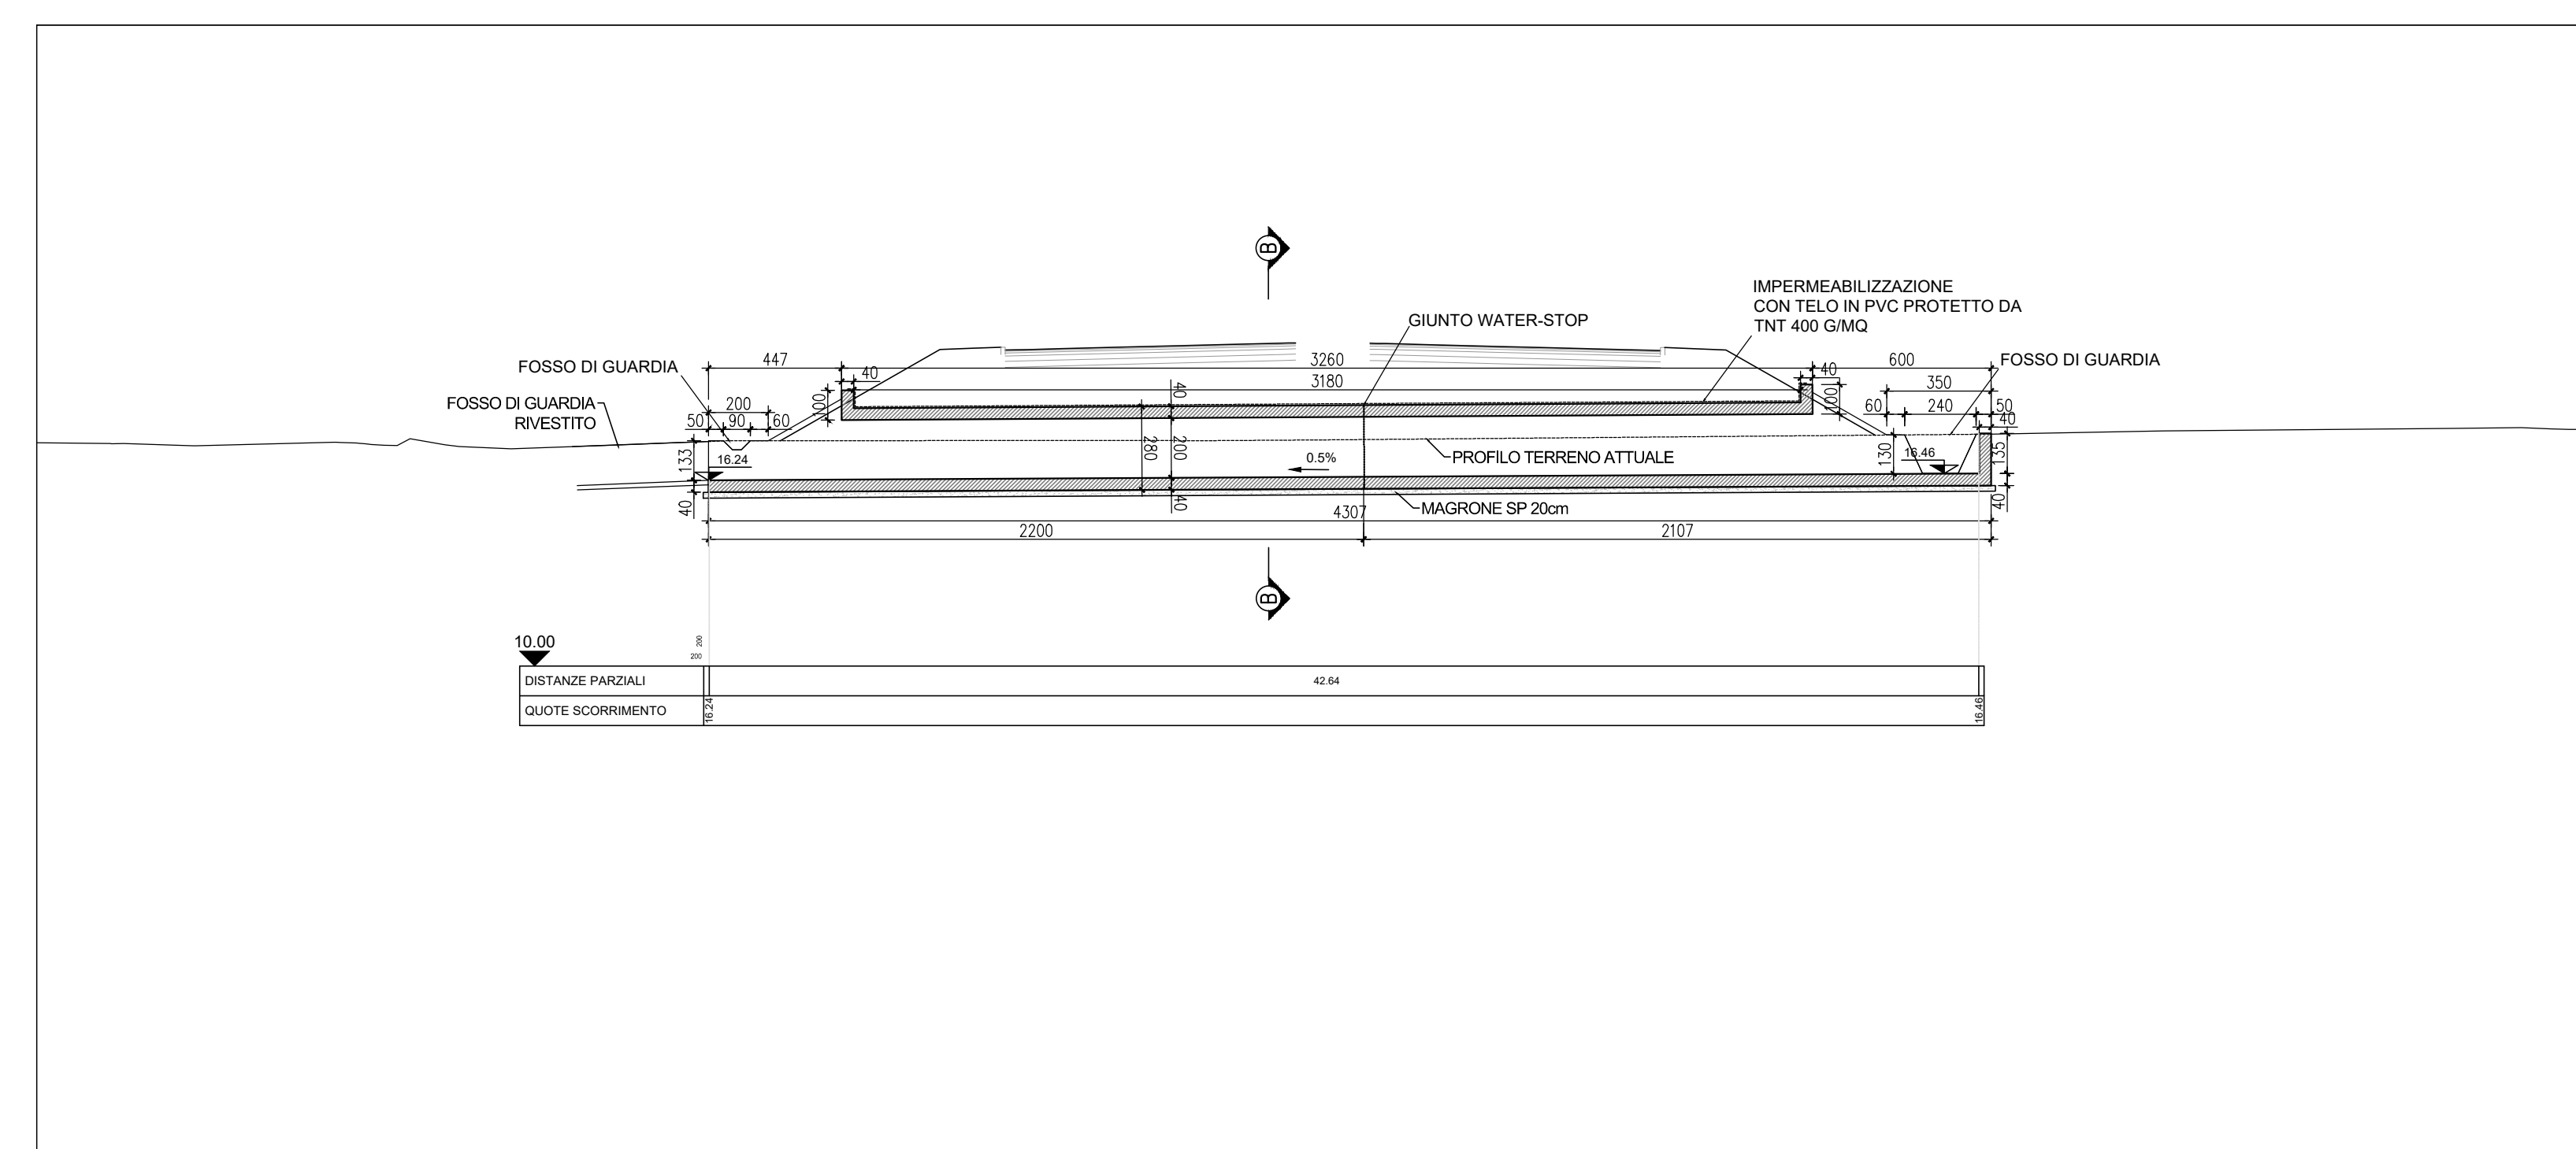 B
IMPERMEABILIZZAZIONE
CON TELO IN PVC PROTETTO DA
TNT 400 G/MQ
GIUNTO WATER-STOP
FOSSO DI GUARDIA
447
3260
600
FOSSO DI GUARDIA
40
3180
40
40
350
FOSSO DI GUARDIA
RIVESTITO
200
100
100
60
240
50
50
90
60
40
133
16.24
280
200
0.5%
PROFILO TERRENO ATTUALE
130
16.46
135
40
40
MAGRONE SP 20cm
40
4307
2200
2107
B
10.00
200
200
DISTANZE PARZIALI
42.64
QUOTE SCORRIMENTO
16.24
16.46